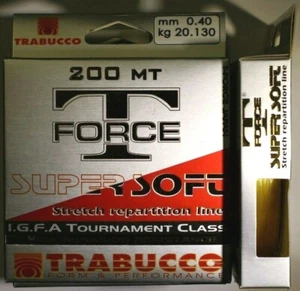 TRABUCCO
mm 0.40
kg 20.130
200 MT
T
FORCE
SUPER SOFT
Stretch repartition line
I.G.F.A TOURNAMENT CLASS
TRABUCCO
FORM & PERFORMANCE
T
FORCE
SUPER SOFT
Stretch repartition line